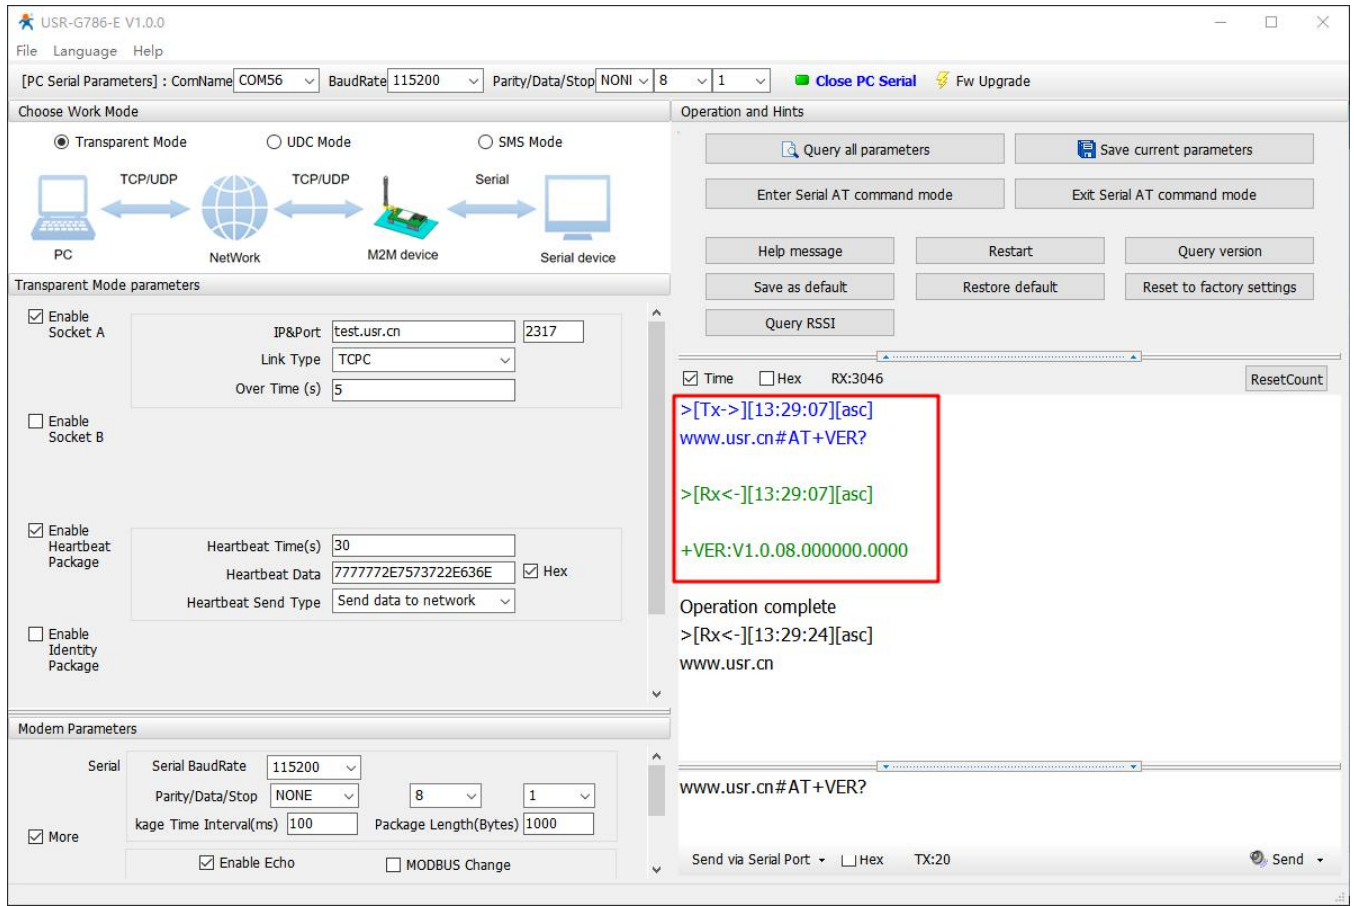 USR-G786-E V1.0.0
File Language Help
[PC Serial Parameters] : ComName COM56 BaudRate 115200 Parity/Data/Stop NONI 8 1 Close PC Serial Fw Upgrade
Choose Work Mode
Transparent Mode UDC Mode SMS Mode
TCP/UDP TCP/UDP Serial
PC NetWork M2M device Serial device
Transparent Mode parameters
Enable
Socket A
IP&Port test.usr.cn 2317
Link Type TCPC
Over Time (s) 5
Enable
Socket B
Enable
Heartbeat
Package
Heartbeat Time(s) 30
Heartbeat Data 7777772E7573722E636E Hex
Heartbeat Send Type Send data to network
Enable
Identity
Package
Modem Parameters
Serial Serial BaudRate 115200
Parity/Data/Stop NONE 8 1
kage Time Interval(ms) 100 Package Length(Bytes) 1000
More
Enable Echo MODBUS Change
Operation and Hints
Query all parameters Save current parameters
Enter Serial AT command mode Exit Serial AT command mode
Help message Restart Query version
Save as default Restore default Reset to factory settings
Query RSSI
Time Hex RX:3046 ResetCount
>[Tx->][13:29:07][asc]
www.usr.cn#AT+VER?
>[Rx<-][13:29:07][asc]
+VER:V1.0.08.000000.0000
Operation complete
>[Rx<-][13:29:24][asc]
www.usr.cn
www.usr.cn#AT+VER?
Send via Serial Port Hex TX:20 Send